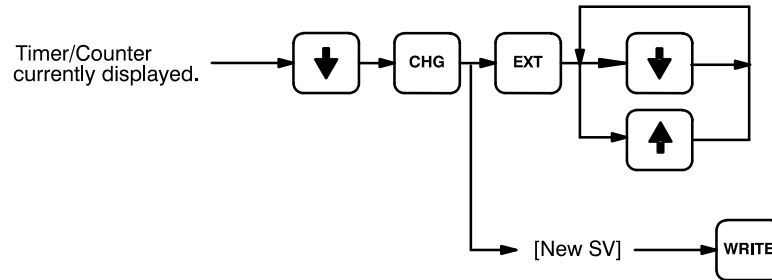 Timer/Counter
currently displayed.
CHG
EXT
[New SV]
WRITE